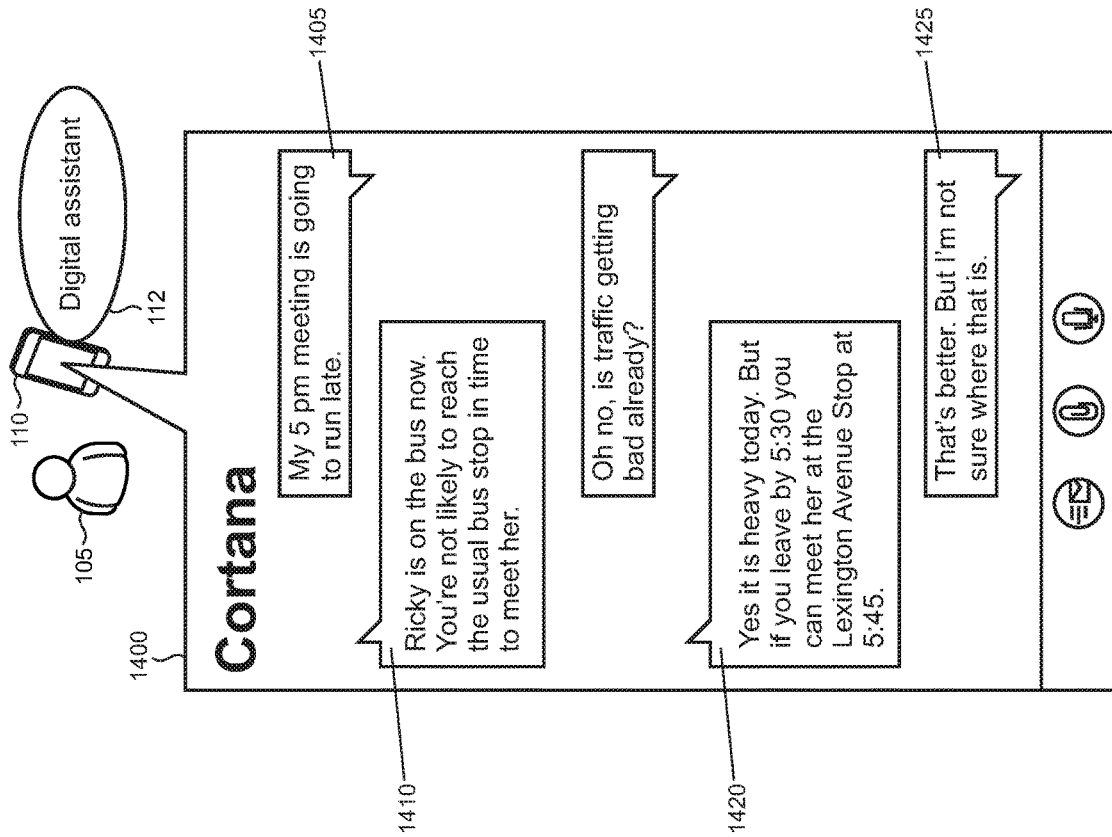 110
Digital assistant
112
105
1400
Cortana
My 5 pm meeting is going
to run late.
1405
Ricky is on the bus now.
You're not likely to reach
the usual bus stop in time
to meet her.
1410
Oh no, is traffic getting
bad already?
Yes it is heavy today. But
if you leave by 5:30 you
can meet her at the
Lexington Avenue Stop at
5:45.
1420
That's better. But I'm not
sure where that is.
1425